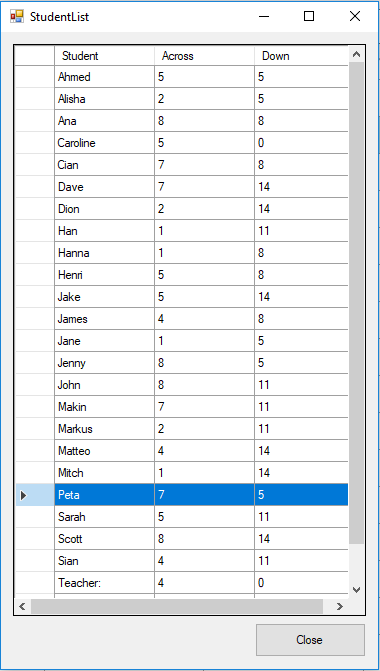 StudentList
Student Across Down
Ahmed 5 5
Alisha 2 5
Ana 8 8
Caroline 5 0
Cian 7 8
Dave 7 14
Dion 2 14
Han 1 11
Hanna 1 8
Henri 5 8
Jake 5 14
James 4 8
Jane 1 5
Jenny 8 5
John 8 11
Makin 7 11
Markus 2 11
Matteo 4 14
Mitch 1 14
Peta 7 5
Sarah 5 11
Scott 8 14
Sian 4 11
Teacher: 4 0
Close